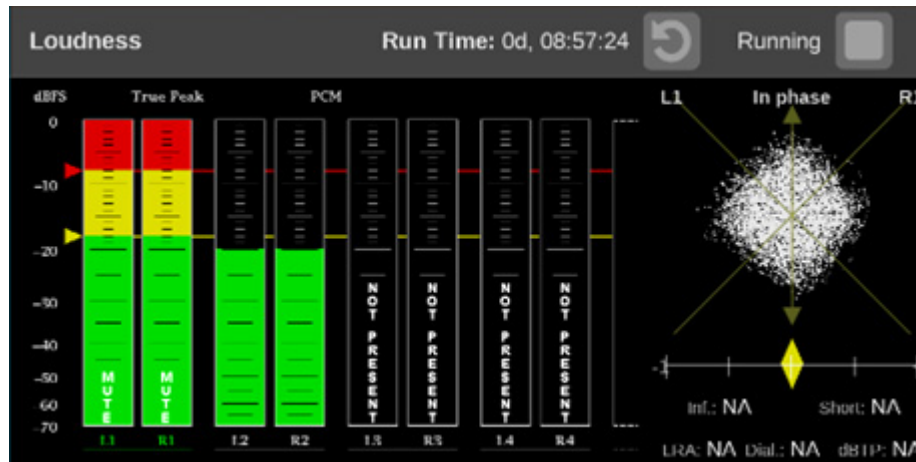 Loudness Run Time: 0d, 08:57:24 Running
dBFS True Peak PCM
0
-10
-20
-30
-40
-50
-60
-70
MUTE
MUTE
NOT PRESENT
NOT PRESENT
NOT PRESENT
NOT PRESENT
L1 R1 L2 R2 L3 R3 L4 R4
L1 In phase R1
-1
Inf.: NA Short: NA
LRA: NA Dial.: NA dBTP: NA